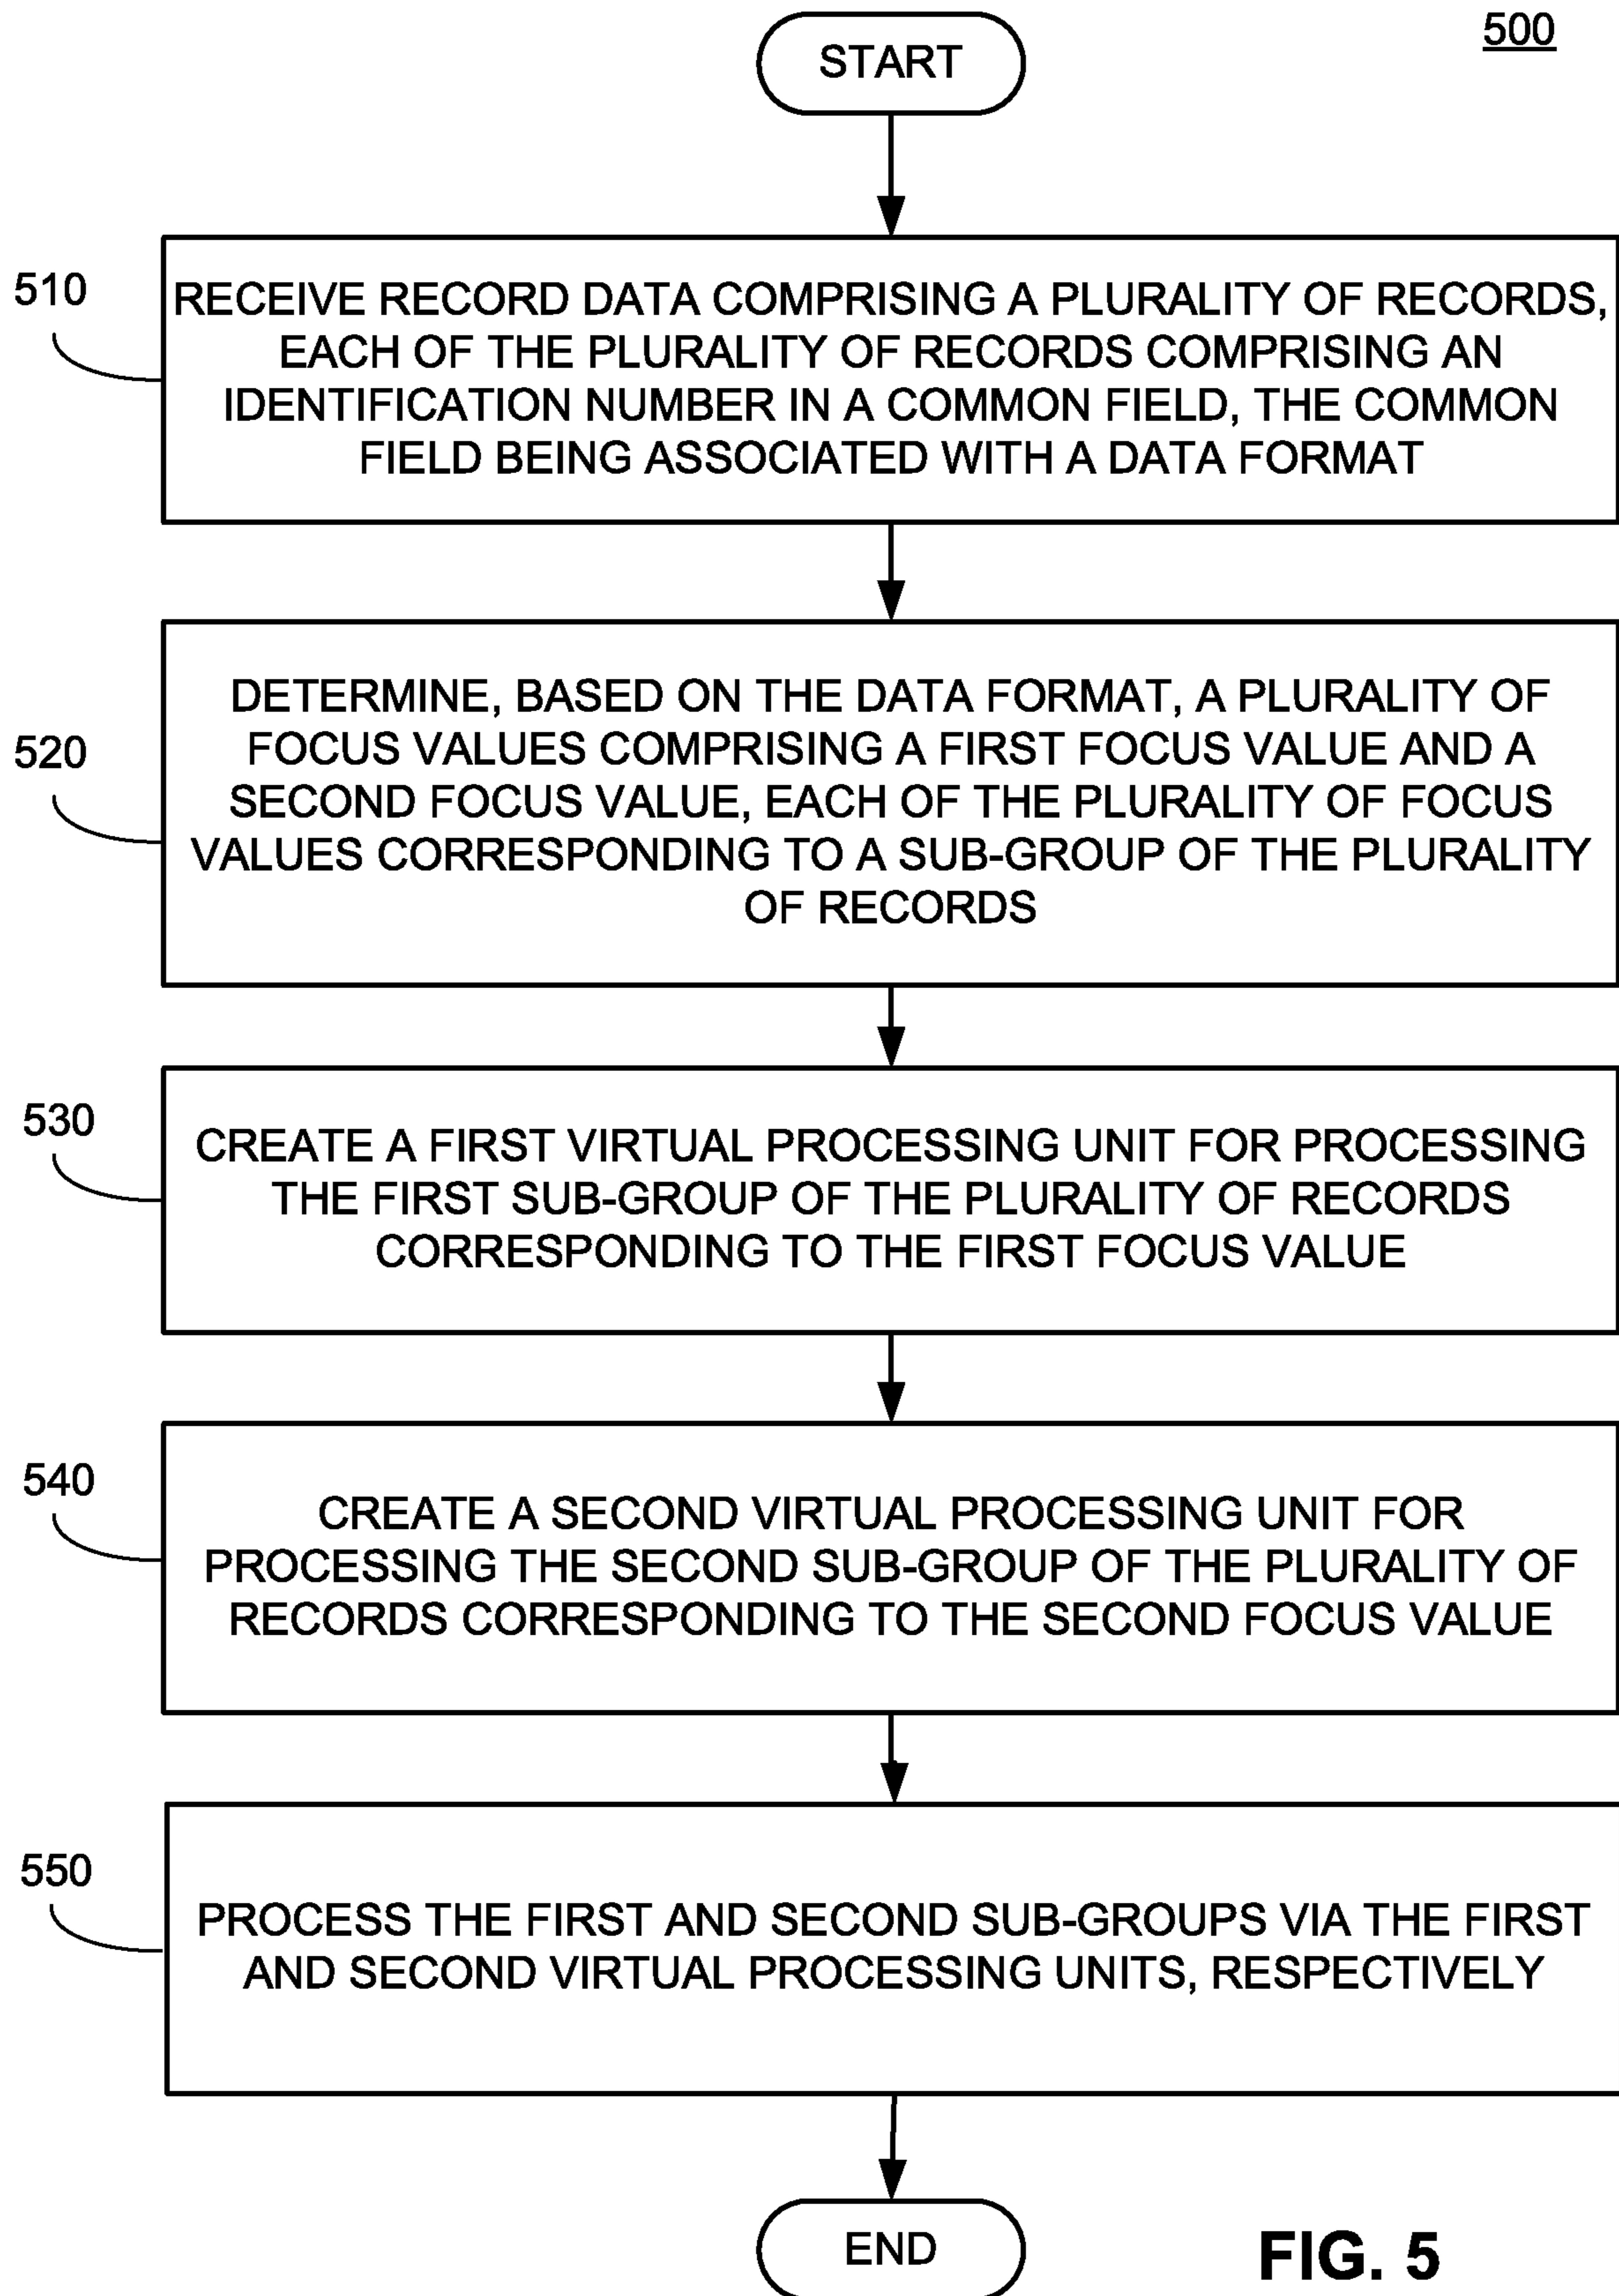 500
START
510
RECEIVE RECORD DATA COMPRISING A PLURALITY OF RECORDS,
EACH OF THE PLURALITY OF RECORDS COMPRISING AN
IDENTIFICATION NUMBER IN A COMMON FIELD, THE COMMON
FIELD BEING ASSOCIATED WITH A DATA FORMAT
520
DETERMINE, BASED ON THE DATA FORMAT, A PLURALITY OF
FOCUS VALUES COMPRISING A FIRST FOCUS VALUE AND A
SECOND FOCUS VALUE, EACH OF THE PLURALITY OF FOCUS
VALUES CORRESPONDING TO A SUB-GROUP OF THE PLURALITY
OF RECORDS
530
CREATE A FIRST VIRTUAL PROCESSING UNIT FOR PROCESSING
THE FIRST SUB-GROUP OF THE PLURALITY OF RECORDS
CORRESPONDING TO THE FIRST FOCUS VALUE
540
CREATE A SECOND VIRTUAL PROCESSING UNIT FOR
PROCESSING THE SECOND SUB-GROUP OF THE PLURALITY OF
RECORDS CORRESPONDING TO THE SECOND FOCUS VALUE
550
PROCESS THE FIRST AND SECOND SUB-GROUPS VIA THE FIRST
AND SECOND VIRTUAL PROCESSING UNITS, RESPECTIVELY
END
FIG. 5